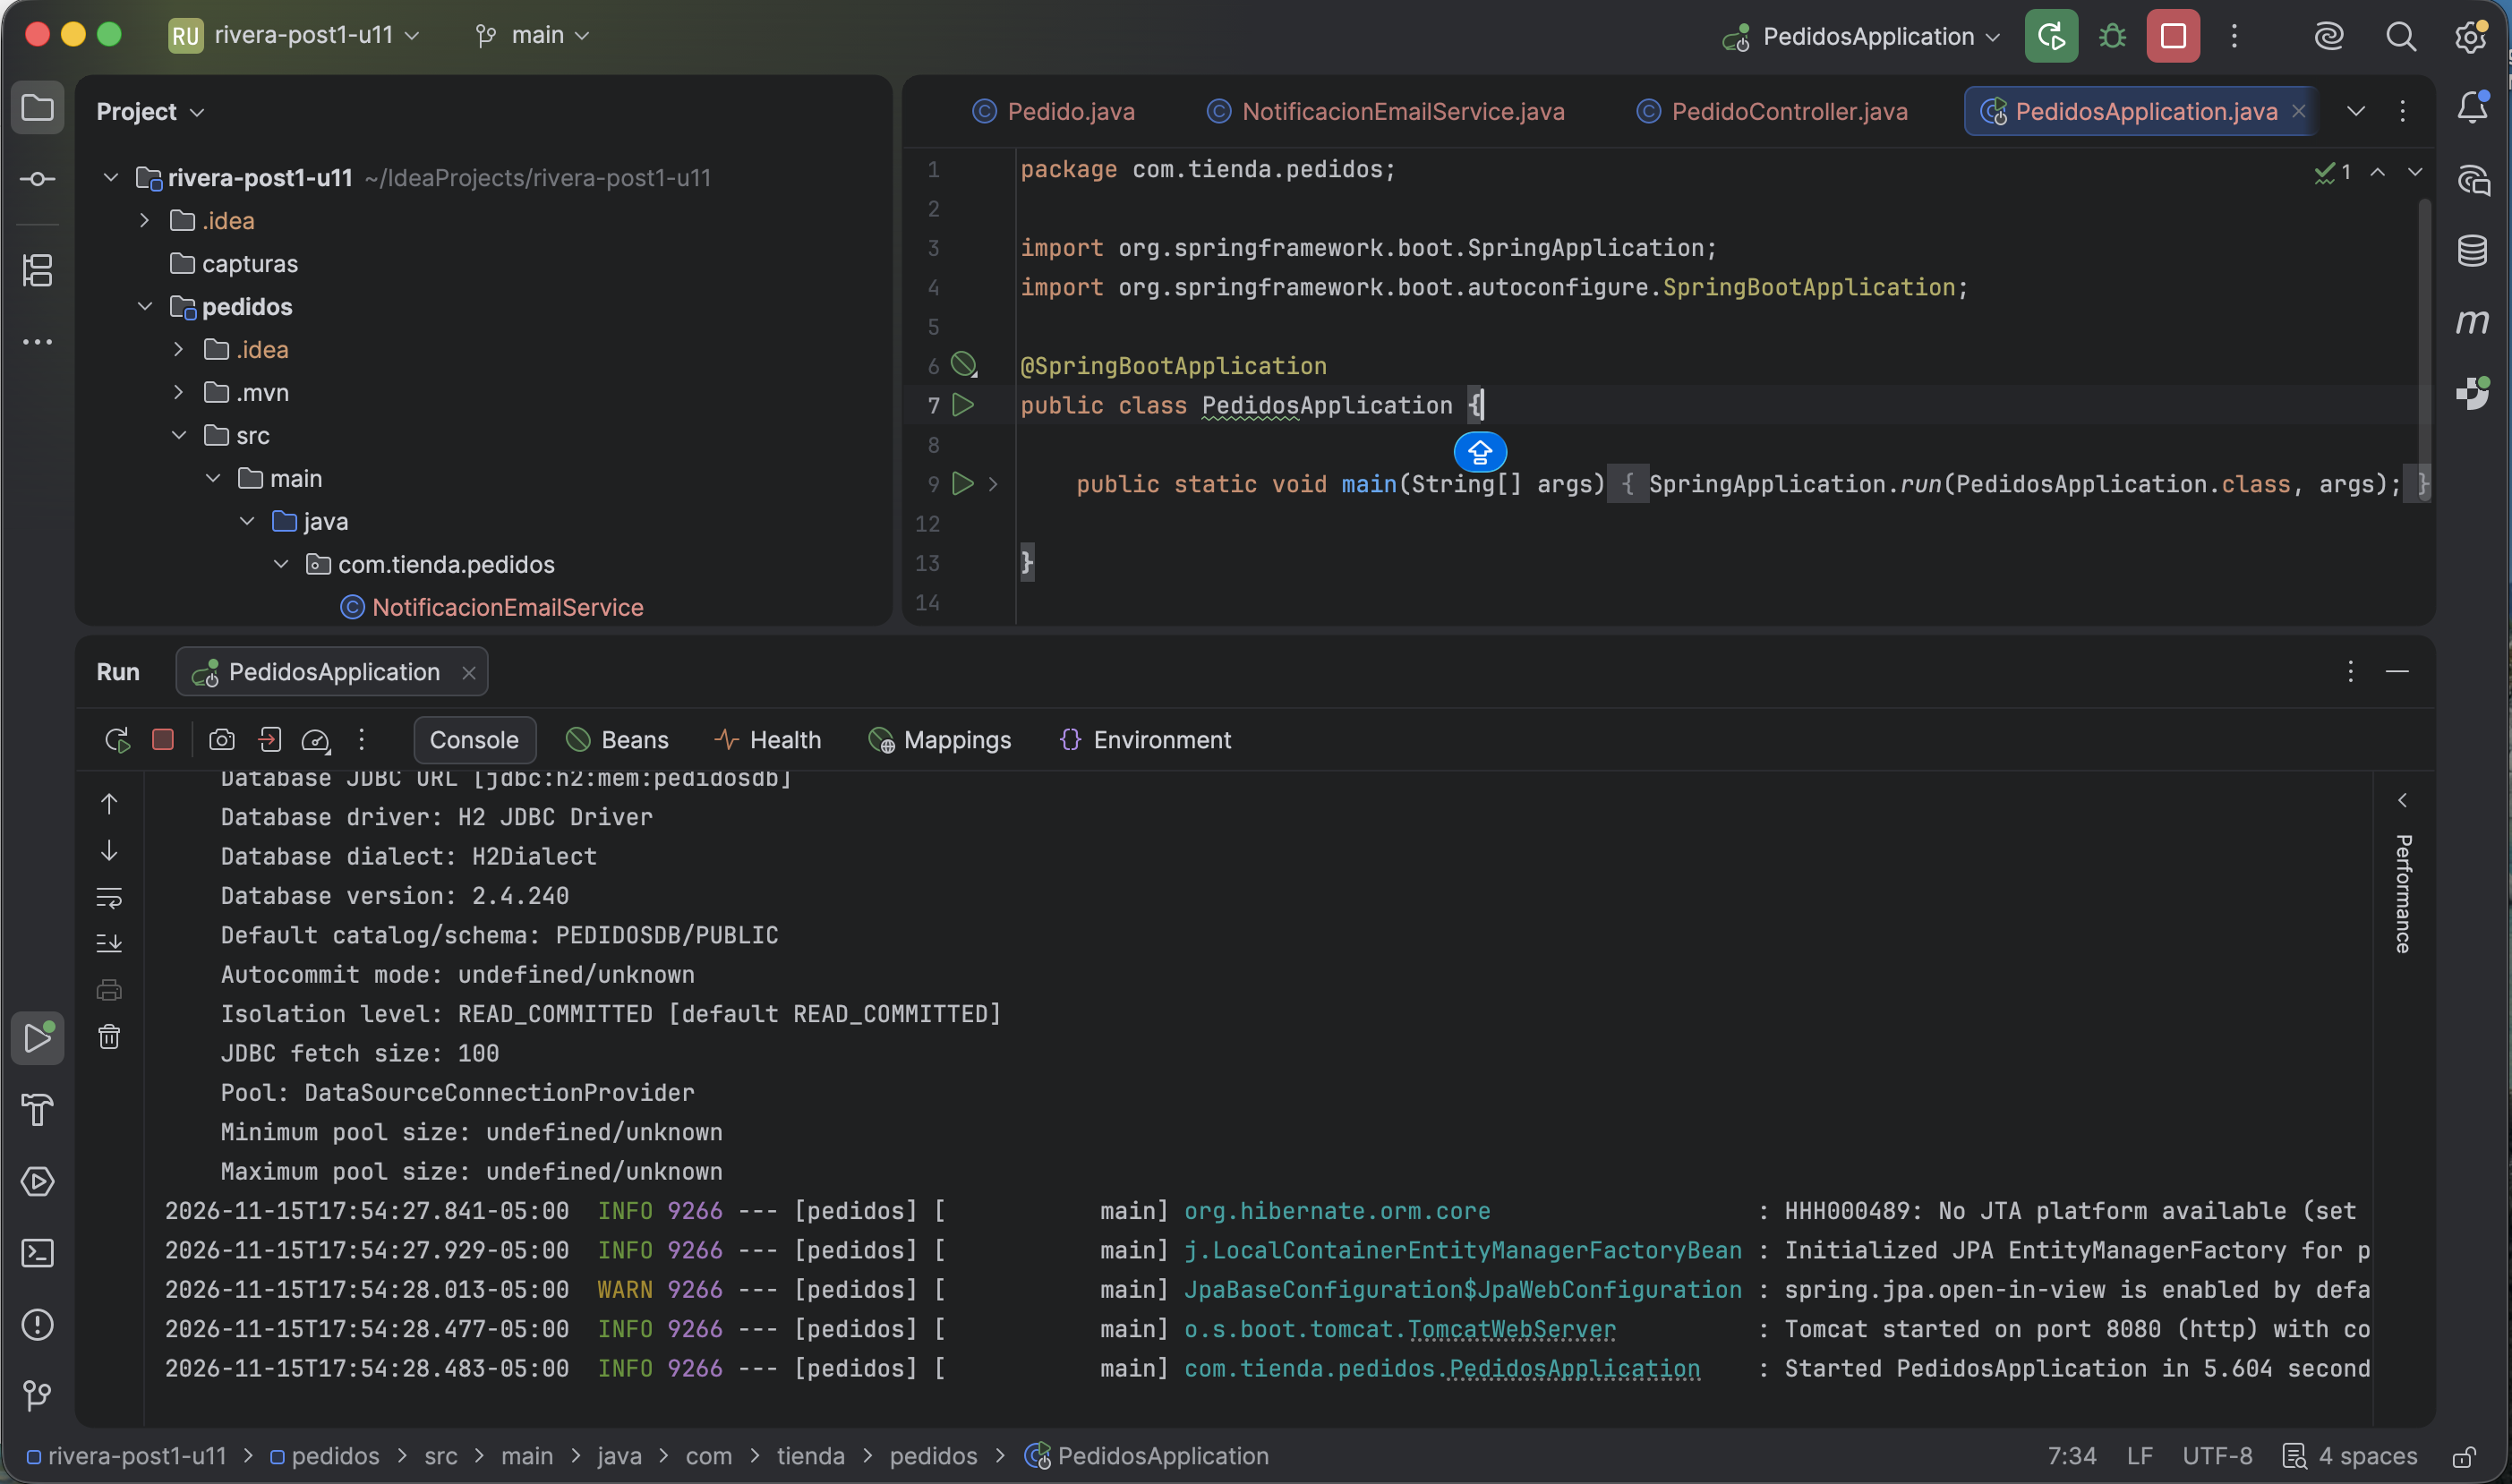 RU rivera-post1-u11 main PedidosApplication
Project
rivera-post1-u11 ~/IdeaProjects/rivera-post1-u11
.idea
capturas
pedidos
.idea
.mvn
src
main
java
com.tienda.pedidos
NotificacionEmailService
Pedido.java NotificacionEmailService.java PedidoController.java PedidosApplication.java
1
1 package com.tienda.pedidos;
2
3 import org.springframework.boot.SpringApplication;
4 import org.springframework.boot.autoconfigure.SpringBootApplication;
5
6 @SpringBootApplication
7 public class PedidosApplication {
8
9 public static void main(String[] args) { SpringApplication.run(PedidosApplication.class, args); }
12
13 }
14
Run PedidosApplication
Console Beans Health Mappings Environment
Database JDBC URL [jdbc:h2:mem:pedidosdb]
Database driver: H2 JDBC Driver
Database dialect: H2Dialect
Database version: 2.4.240
Default catalog/schema: PEDIDOSDB/PUBLIC
Autocommit mode: undefined/unknown
Isolation level: READ_COMMITTED [default READ_COMMITTED]
JDBC fetch size: 100
Pool: DataSourceConnectionProvider
Minimum pool size: undefined/unknown
Maximum pool size: undefined/unknown
2026-11-15T17:54:27.841-05:00 INFO 9266 --- [pedidos] [ main] org.hibernate.orm.core : HHH000489: No JTA platform available (set
2026-11-15T17:54:27.929-05:00 INFO 9266 --- [pedidos] [ main] j.LocalContainerEntityManagerFactoryBean : Initialized JPA EntityManagerFactory for p
2026-11-15T17:54:28.013-05:00 WARN 9266 --- [pedidos] [ main] JpaBaseConfiguration$JpaWebConfiguration : spring.jpa.open-in-view is enabled by defa
2026-11-15T17:54:28.477-05:00 INFO 9266 --- [pedidos] [ main] o.s.boot.tomcat.TomcatWebServer : Tomcat started on port 8080 (http) with co
2026-11-15T17:54:28.483-05:00 INFO 9266 --- [pedidos] [ main] com.tienda.pedidos.PedidosApplication : Started PedidosApplication in 5.604 second
Performance
rivera-post1-u11 > pedidos > src > main > java > com > tienda > pedidos > PedidosApplication
7:34 LF UTF-8 4 spaces